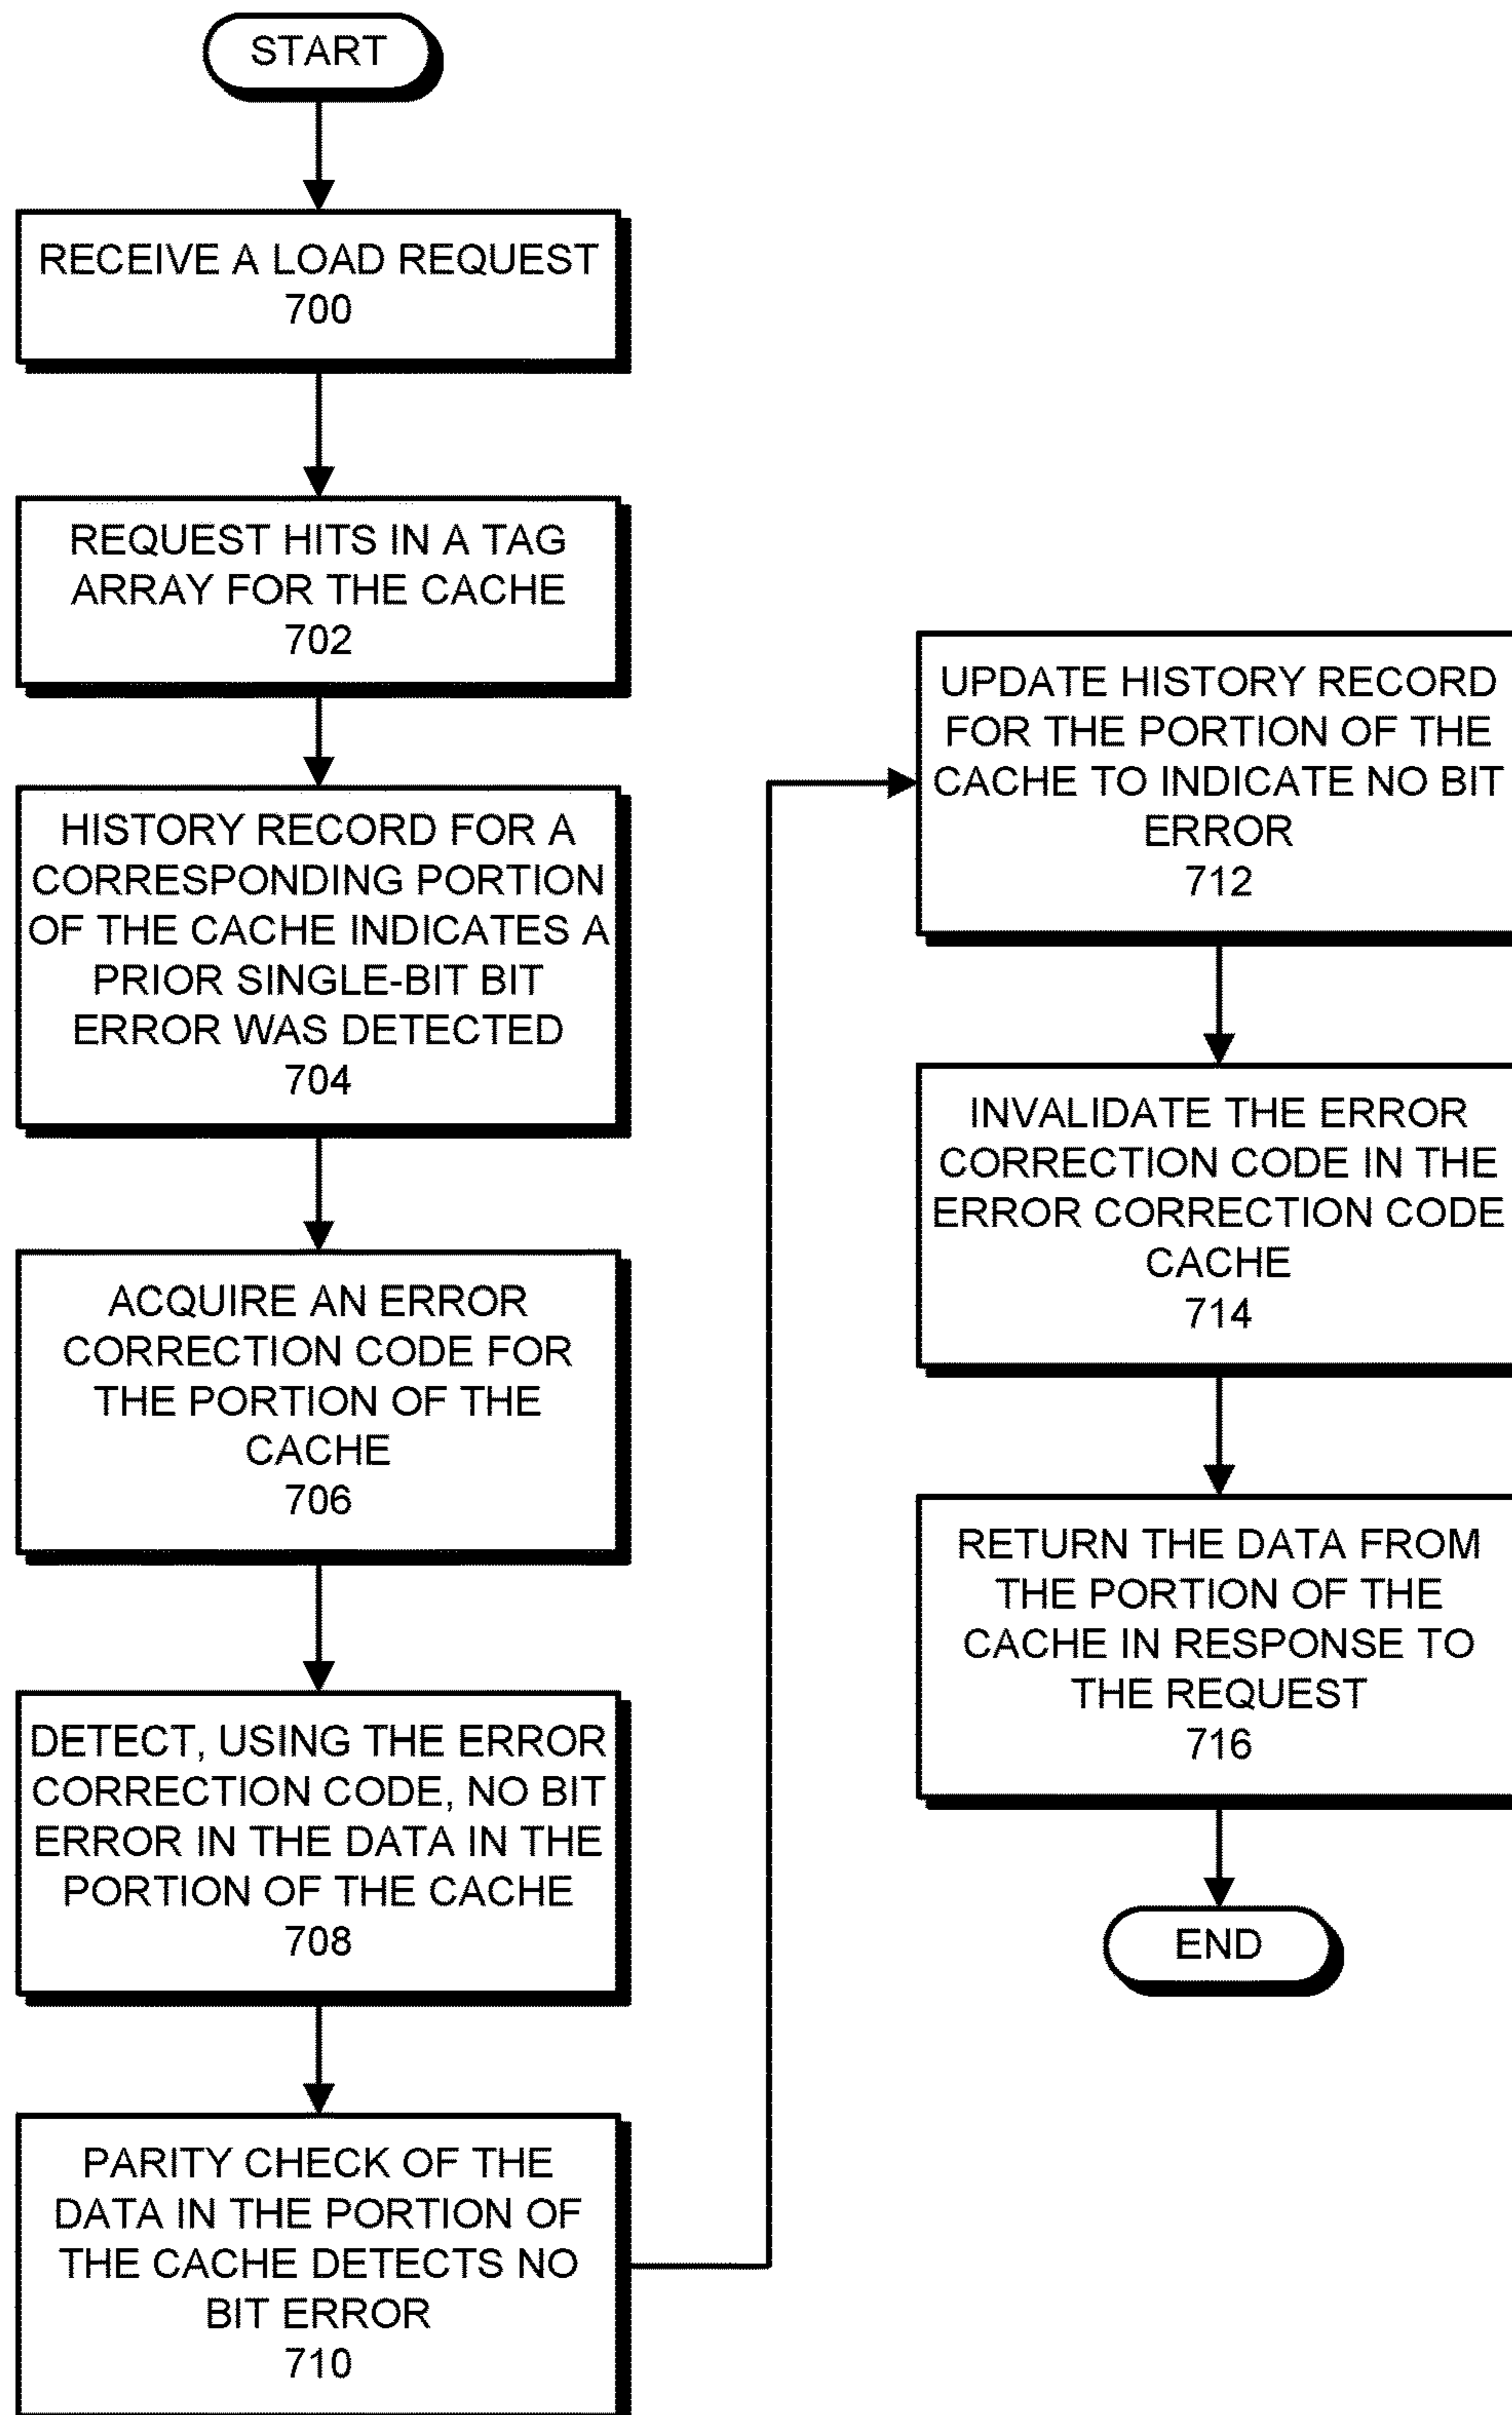 START
RECEIVE A LOAD REQUEST
700
REQUEST HITS IN A TAG
ARRAY FOR THE CACHE
702
HISTORY RECORD FOR A
CORRESPONDING PORTION
OF THE CACHE INDICATES A
PRIOR SINGLE-BIT BIT
ERROR WAS DETECTED
704
ACQUIRE AN ERROR
CORRECTION CODE FOR
THE PORTION OF THE
CACHE
706
DETECT, USING THE ERROR
CORRECTION CODE, NO BIT
ERROR IN THE DATA IN THE
PORTION OF THE CACHE
708
PARITY CHECK OF THE
DATA IN THE PORTION OF
THE CACHE DETECTS NO
BIT ERROR
710
UPDATE HISTORY RECORD
FOR THE PORTION OF THE
CACHE TO INDICATE NO BIT
ERROR
712
INVALIDATE THE ERROR
CORRECTION CODE IN THE
ERROR CORRECTION CODE
CACHE
714
RETURN THE DATA FROM
THE PORTION OF THE
CACHE IN RESPONSE TO
THE REQUEST
716
END